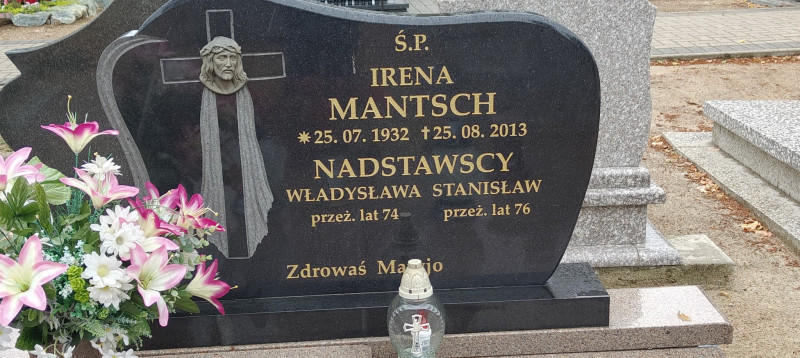 Ś.P.
IRENA
MANTSCH
✶25. 07. 1932 ✝25. 08. 2013
NADSTAWSCY
WŁADYSŁAWA STANISŁAW
przeż. lat 74 przeż. lat 76
Zdrowaś Maryjo